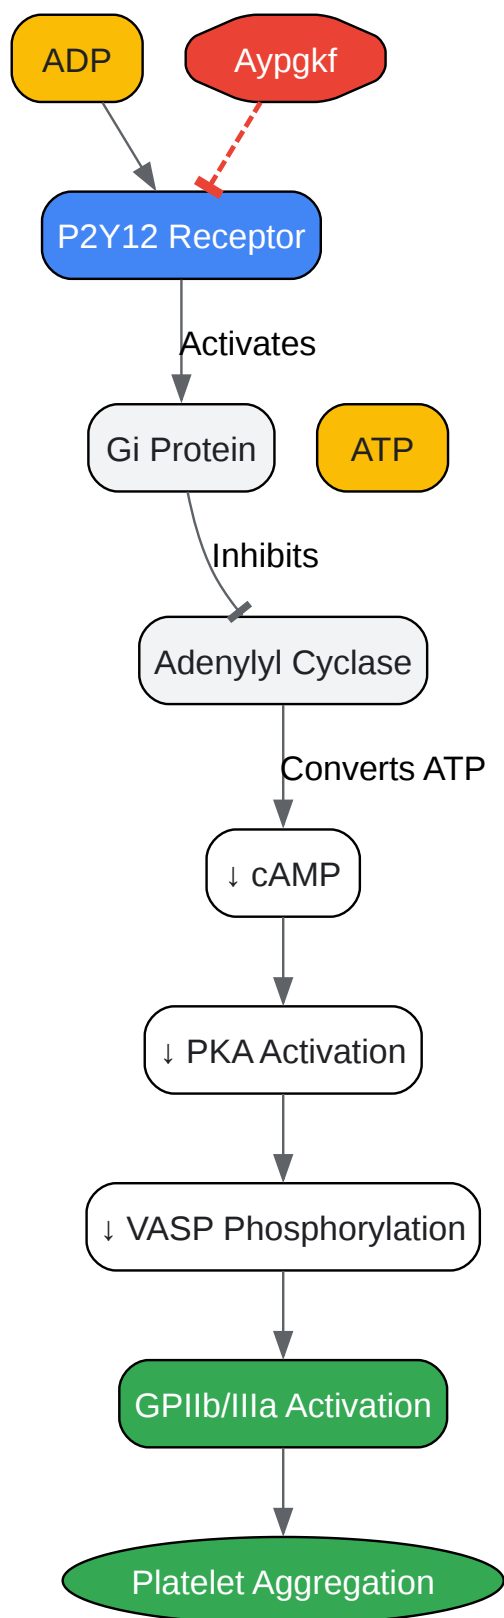 ADP
Aypgkf
P2Y12 Receptor
Activates
Gi Protein
ATP
Inhibits
Adenylyl Cyclase
Converts ATP
↓ cAMP
↓ PKA Activation
↓ VASP Phosphorylation
GPIIb/IIIa Activation
Platelet Aggregation